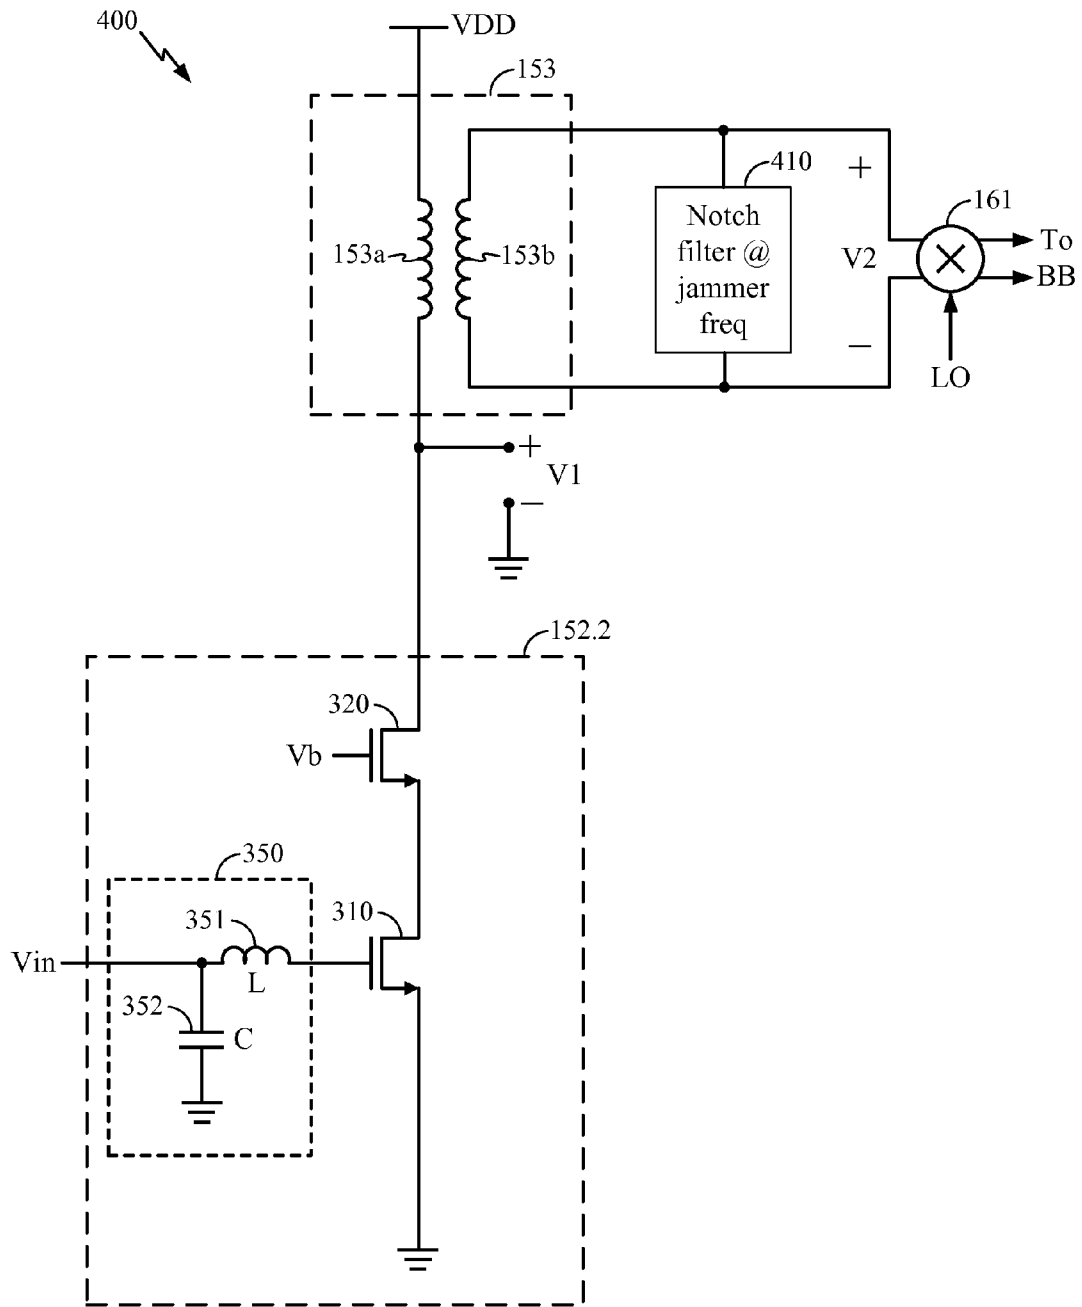 400
VDD
153
410
+
161
Notch
filter @
jammer
freq
153a
153b
V2
To
BB
−
LO
+
V1
−
152.2
320
Vb
350
351
310
Vin
L
352
C